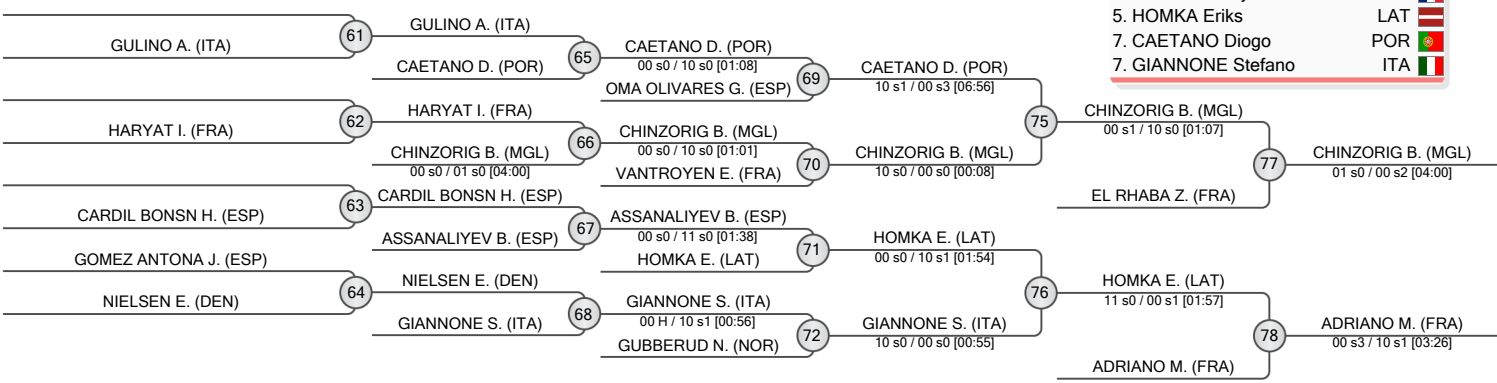 5. HOMKA Eriks LAT
7. CAETANO Diogo POR
7. GIANNONE Stefano ITA
GULINO A. (ITA)
61
GULINO A. (ITA)
CAETANO D. (POR)
65
CAETANO D. (POR)
00 s0 / 10 s0 [01:08]
OMA OLIVARES G. (ESP)
69
CAETANO D. (POR)
10 s1 / 00 s3 [06:56]
HARYAT I. (FRA)
62
HARYAT I. (FRA)
CHINZORIG B. (MGL)
00 s0 / 01 s0 [04:00]
66
CHINZORIG B. (MGL)
00 s0 / 10 s0 [01:01]
VANTROYEN E. (FRA)
70
CHINZORIG B. (MGL)
10 s0 / 00 s0 [00:08]
75
CHINZORIG B. (MGL)
00 s1 / 10 s0 [01:07]
EL RHABA Z. (FRA)
77
CHINZORIG B. (MGL)
01 s0 / 00 s2 [04:00]
CARDIL BONSN H. (ESP)
63
CARDIL BONSN H. (ESP)
ASSANALIYEV B. (ESP)
67
ASSANALIYEV B. (ESP)
00 s0 / 11 s0 [01:38]
HOMKA E. (LAT)
71
HOMKA E. (LAT)
00 s0 / 10 s1 [01:54]
GOMEZ ANTONA J. (ESP)
NIELSEN E. (DEN)
64
NIELSEN E. (DEN)
GIANNONE S. (ITA)
68
GIANNONE S. (ITA)
00 H / 10 s1 [00:56]
GUBBERUD N. (NOR)
72
GIANNONE S. (ITA)
10 s0 / 00 s0 [00:55]
76
HOMKA E. (LAT)
11 s0 / 00 s1 [01:57]
ADRIANO M. (FRA)
78
ADRIANO M. (FRA)
00 s3 / 10 s1 [03:26]